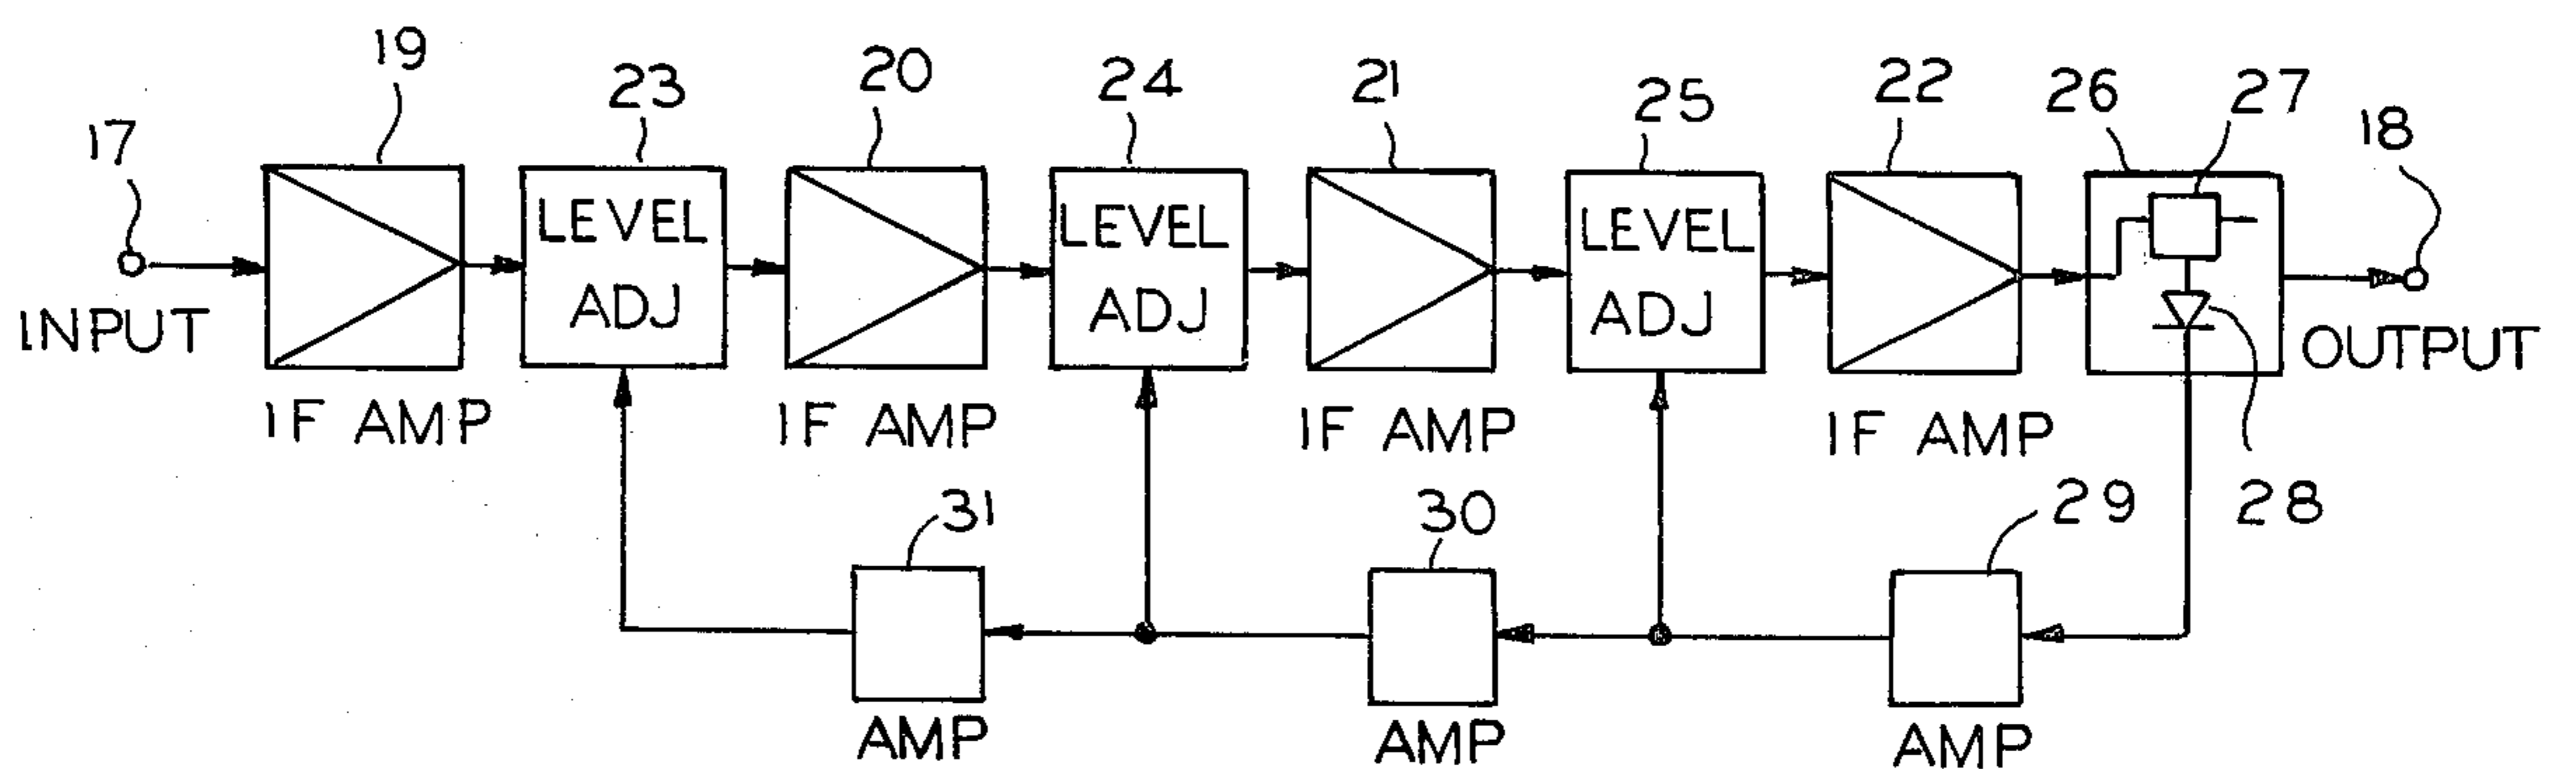 17
19
23
20
24
21
25
22
26
27
18
LEVEL
ADJ
LEVEL
ADJ
LEVEL
ADJ
INPUT
OUTPUT
IF AMP
IF AMP
IF AMP
IF AMP
31
30
29
28
AMP
AMP
AMP